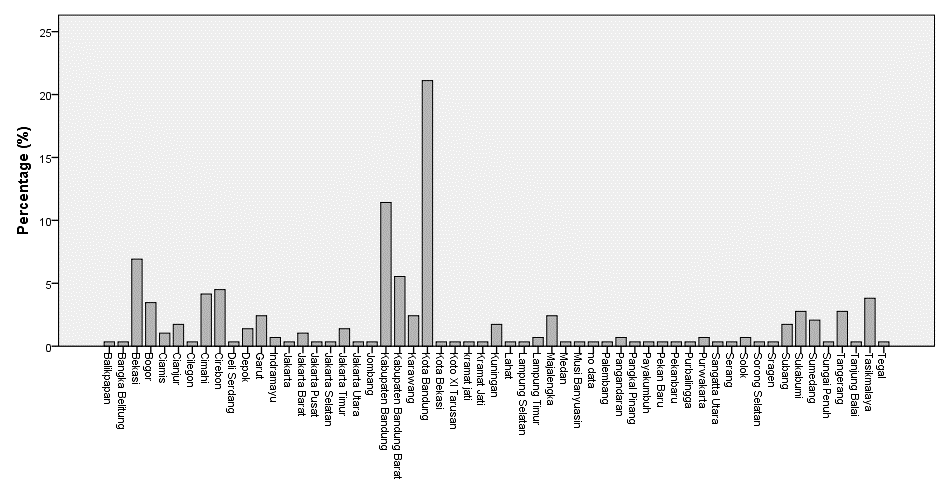 Percentage (%)
25
20
15
10
5
0
Balikpapan
Bangka Belitung
Bekasi
Bogor
Ciamis
Cianjur
Cilegon
Cimahi
Cirebon
Deli Serdang
Depok
Garut
Indramayu
Jakarta
Jakarta Barat
Jakarta Pusat
Jakarta Selatan
Jakarta Timur
Jakarta Utara
Jombang
Kabupaten Bandung
Kabupaten Bandung Barat
Karawang
Kota Bandung
Kota Bekasi
Koto XI Tarusan
Kramat jati
Kramat Jati
Kuningan
Lahat
Lampung Selatan
Lampung Timur
Majalengka
Medan
Musi Banyuasin
no data
Palembang
Pangandaran
Pangkal Pinang
Payakumbuh
Pekan Baru
Pekanbaru
Purbalingga
Purwakarta
Sangatta Utara
Serang
Solok
Sorong Selatan
Sragen
Subang
Sukabumi
Sumedang
Sungai Penuh
Tangerang
Tanjung Balai
Tasikmalaya
Tegal